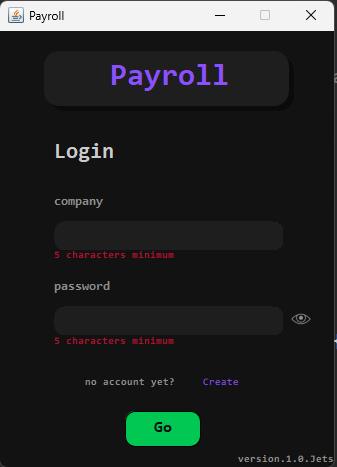 Payroll
Payroll
Login
company
5 characters minimum
password
5 characters minimum
no account yet? Create
Go
version.1.0.Jets